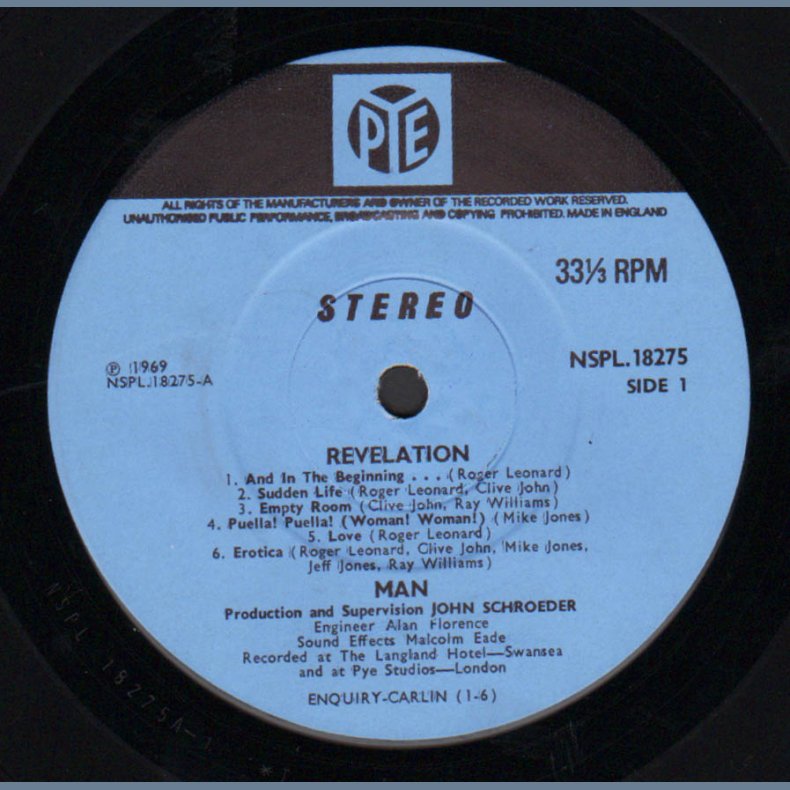 PYE
ALL RIGHTS OF THE MANUFACTURERS AND OWNER OF THE RECORDED WORK RESERVED.
UNAUTHORISED PUBLIC PERFORMANCE, BROADCASTING AND COPYING PROHIBITED. MADE IN ENGLAND
33⅓ RPM
STEREO
Ⓟ 1969
NSPL.18275-A
NSPL.18275
SIDE 1
REVELATION
1. And In The Beginning . . . (Roger Leonard)
2. Sudden Life (Roger Leonard, Clive John)
3. Empty Room (Clive John, Ray Williams)
4. Puella! Puella! (Woman! Woman!) (Mike Jones)
5. Love (Roger Leonard)
6. Erotica (Roger Leonard, Clive John, Mike Jones,
Jeff Jones, Ray Williams)
MAN
Production and Supervision JOHN SCHROEDER
Engineer Alan Florence
Sound Effects Malcolm Eade
Recorded at The Langland Hotel—Swansea
and at Pye Studios—London
ENQUIRY-CARLIN (1-6)
NSPL 18275A-1